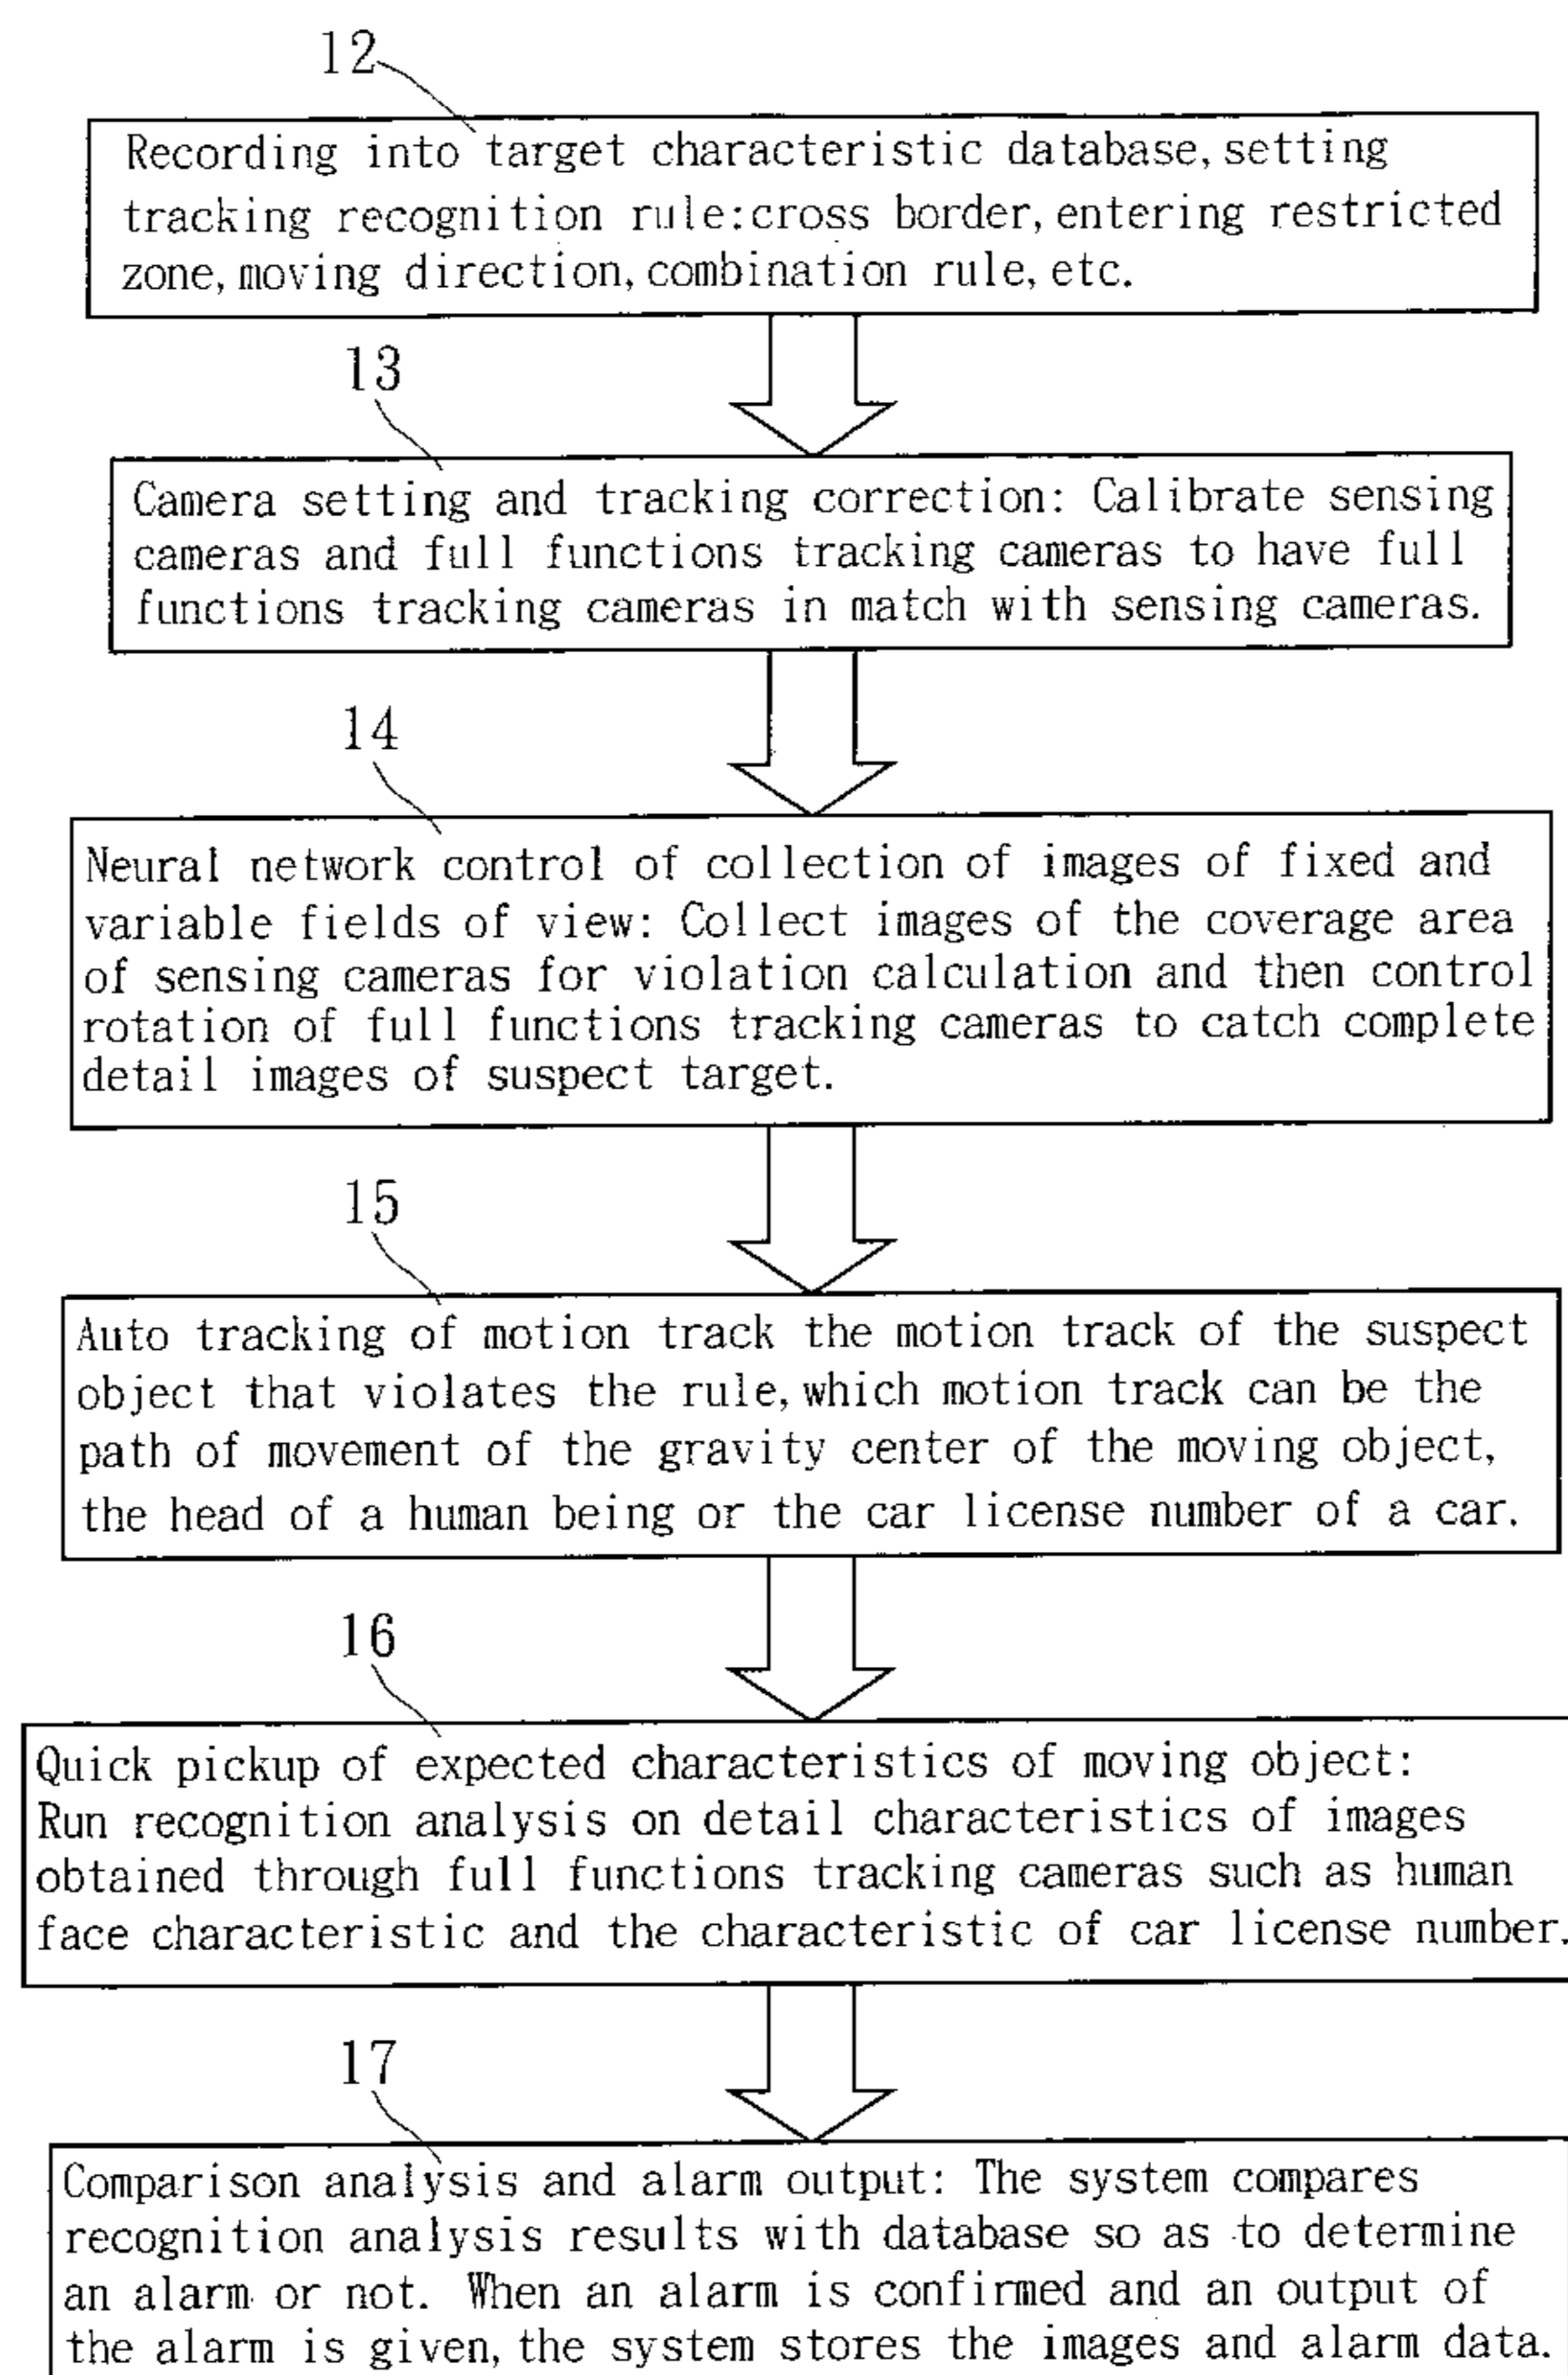 12
Recording into target characteristic database, setting
tracking recognition rule:cross border, entering restricted
zone, moving direction, combination rule, etc.
13
Camera setting and tracking correction: Calibrate sensing
cameras and full functions tracking cameras to have full
functions tracking cameras in match with sensing cameras.
14
Neural network control of collection of images of fixed and
variable fields of view: Collect images of the coverage area
of sensing cameras for violation calculation and then control
rotation of full functions tracking cameras to catch complete
detail images of suspect target.
15
Auto tracking of motion track the motion track of the suspect
object that violates the rule, which motion track can be the
path of movement of the gravity center of the moving object,
the head of a human being or the car license number of a car.
16
Quick pickup of expected characteristics of moving object:
Run recognition analysis on detail characteristics of images
obtained through full functions tracking cameras such as human
face characteristic and the characteristic of car license number.
17
Comparison analysis and alarm output: The system compares
recognition analysis results with database so as to determine
an alarm or not. When an alarm is confirmed and an output of
the alarm is given, the system stores the images and alarm data.